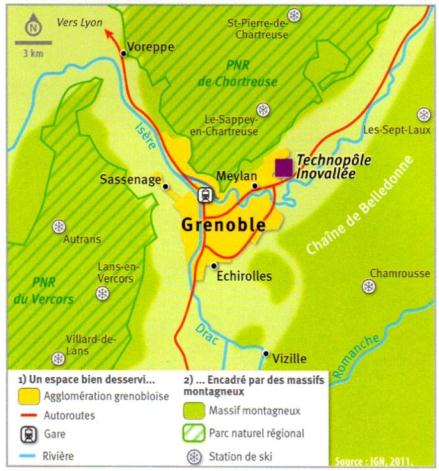 N
3 km
Vers Lyon
St-Pierre-de-
Chartreuse
Voreppe
PNR
de Chartreuse
Isère
Le-Sappey-
en-Chartreuse
Les-Sept-Laux
Technopôle
Inovallée
Meylan
Sassenage
Grenoble
Chaîne de Belledonne
Autrans
PNR
du Vercors
Lans-en-
Vercors
Echirolles
Chamrousse
Villard-de-
Lans
Drac
Vizille
Romanche
1) Un espace bien desservi...
Agglomération grenobloise
Autoroutes
Gare
Rivière
2) ... Encadré par des massifs
montagneux
Massif montagneux
Parc naturel régional
Station de ski
Source : IGN, 2011.